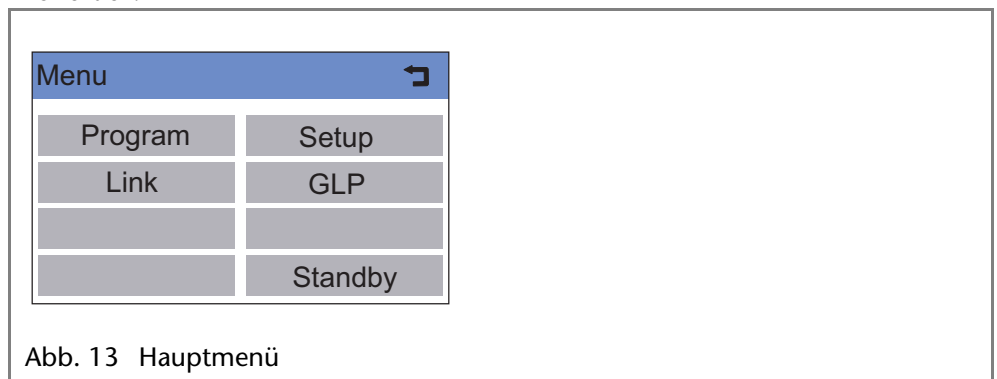 Menu
Program Setup
Link GLP
Standby
Abb. 13 Hauptmenü